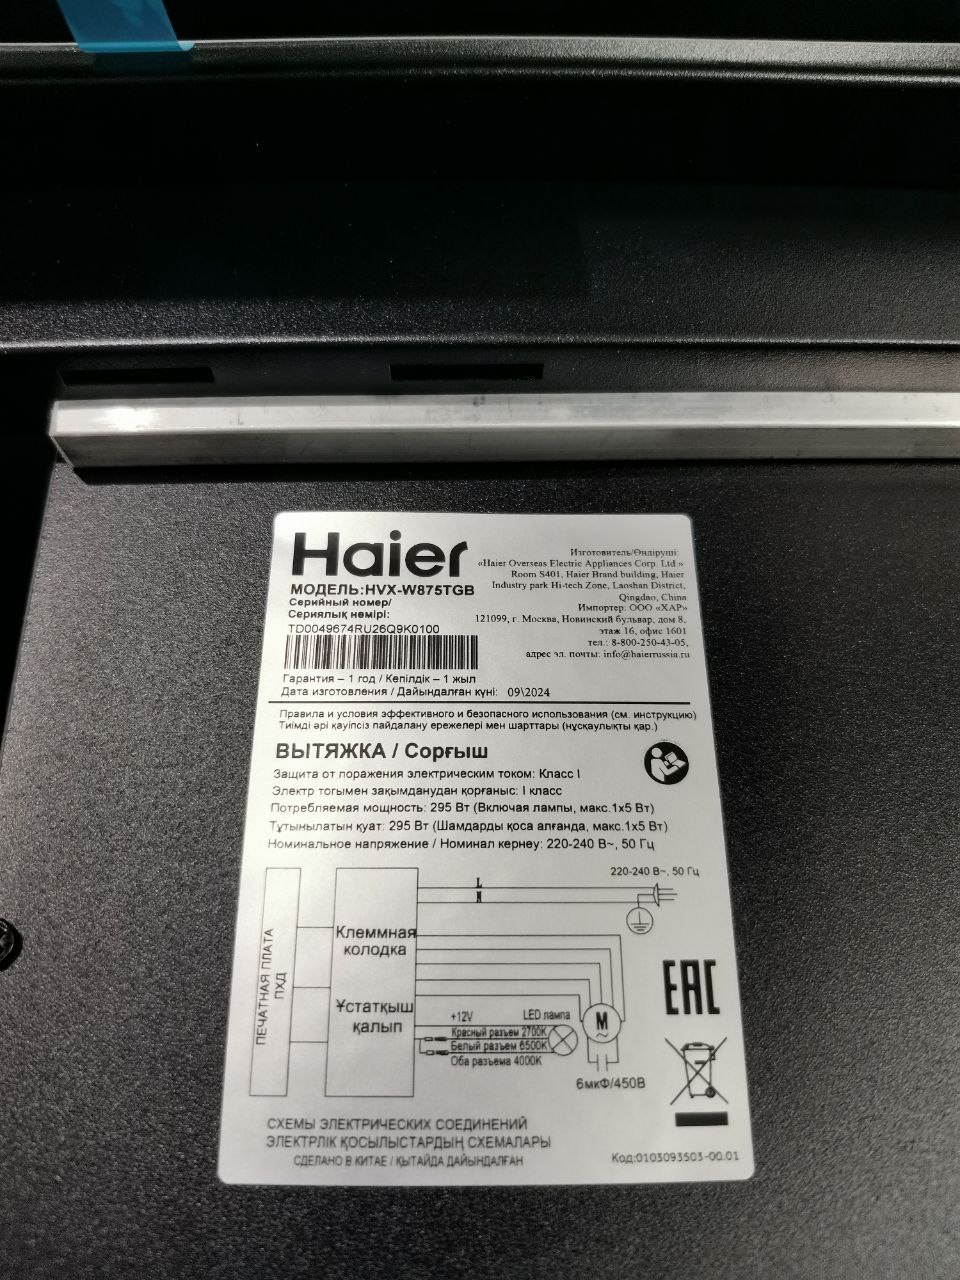 Haier
МОДЕЛЬ:HVX-W875TGB
Серийный номер/
Сериялық нөмірі:
TD0049674RU26Q9K0100
Гарантия – 1 год / Кепілдік – 1 жыл
Дата изготовления / Дайындалған күні: 09\2024
Изготовитель/Өндіруші:
«Haier Overseas Electric Appliances Corp. Ltd.»
Room S401, Haier Brand building, Haier
Industry park Hi-tech Zone, Laoshan District,
Qingdao, China
Импортер: ООО «ХАР»
121099, г. Москва, Новинский бульвар, дом 8,
этаж 16, офис 1601
тел.: 8-800-250-43-05,
адрес эл. почты: info@haierrussia.ru
Правила и условия эффективного и безопасного использования (см. инструкцию)
Тиімді әрі қауіпсіз пайдалану ережелері мен шарттары (нұсқаулықты қар.)
ВЫТЯЖКА / Сорғыш
Защита от поражения электрическим током: Класс I
Электр тогымен зақымданудан қорғаныс: I класс
Потребляемая мощность: 295 Вт (Включая лампы, макс.1x5 Вт)
Тұтынылатын қуат: 295 Вт (Шамдарды қоса алғанда, макс.1x5 Вт)
Номинальное напряжение / Номинал кернеу: 220-240 В~, 50 Гц
220-240 В~, 50 Гц
L
N
ПЕЧАТНАЯ ПЛАТА
ПХД
Клеммная
колодка
Ұстатқыш
қалып
+12V
LED лампа
Красный разъем 2700K
Белый разъем 6500K
Оба разъема 4000K
M
~
6мкФ/450В
EAC
СХЕМЫ ЭЛЕКТРИЧЕСКИХ СОЕДИНЕНИЙ
ЭЛЕКТРЛІК ҚОСЫЛЫСТАРДЫҢ СХЕМАЛАРЫ
СДЕЛАНО В КИТАЕ / ҚЫТАЙДА ДАЙЫНДАЛҒАН
Код:0103093503-00.01